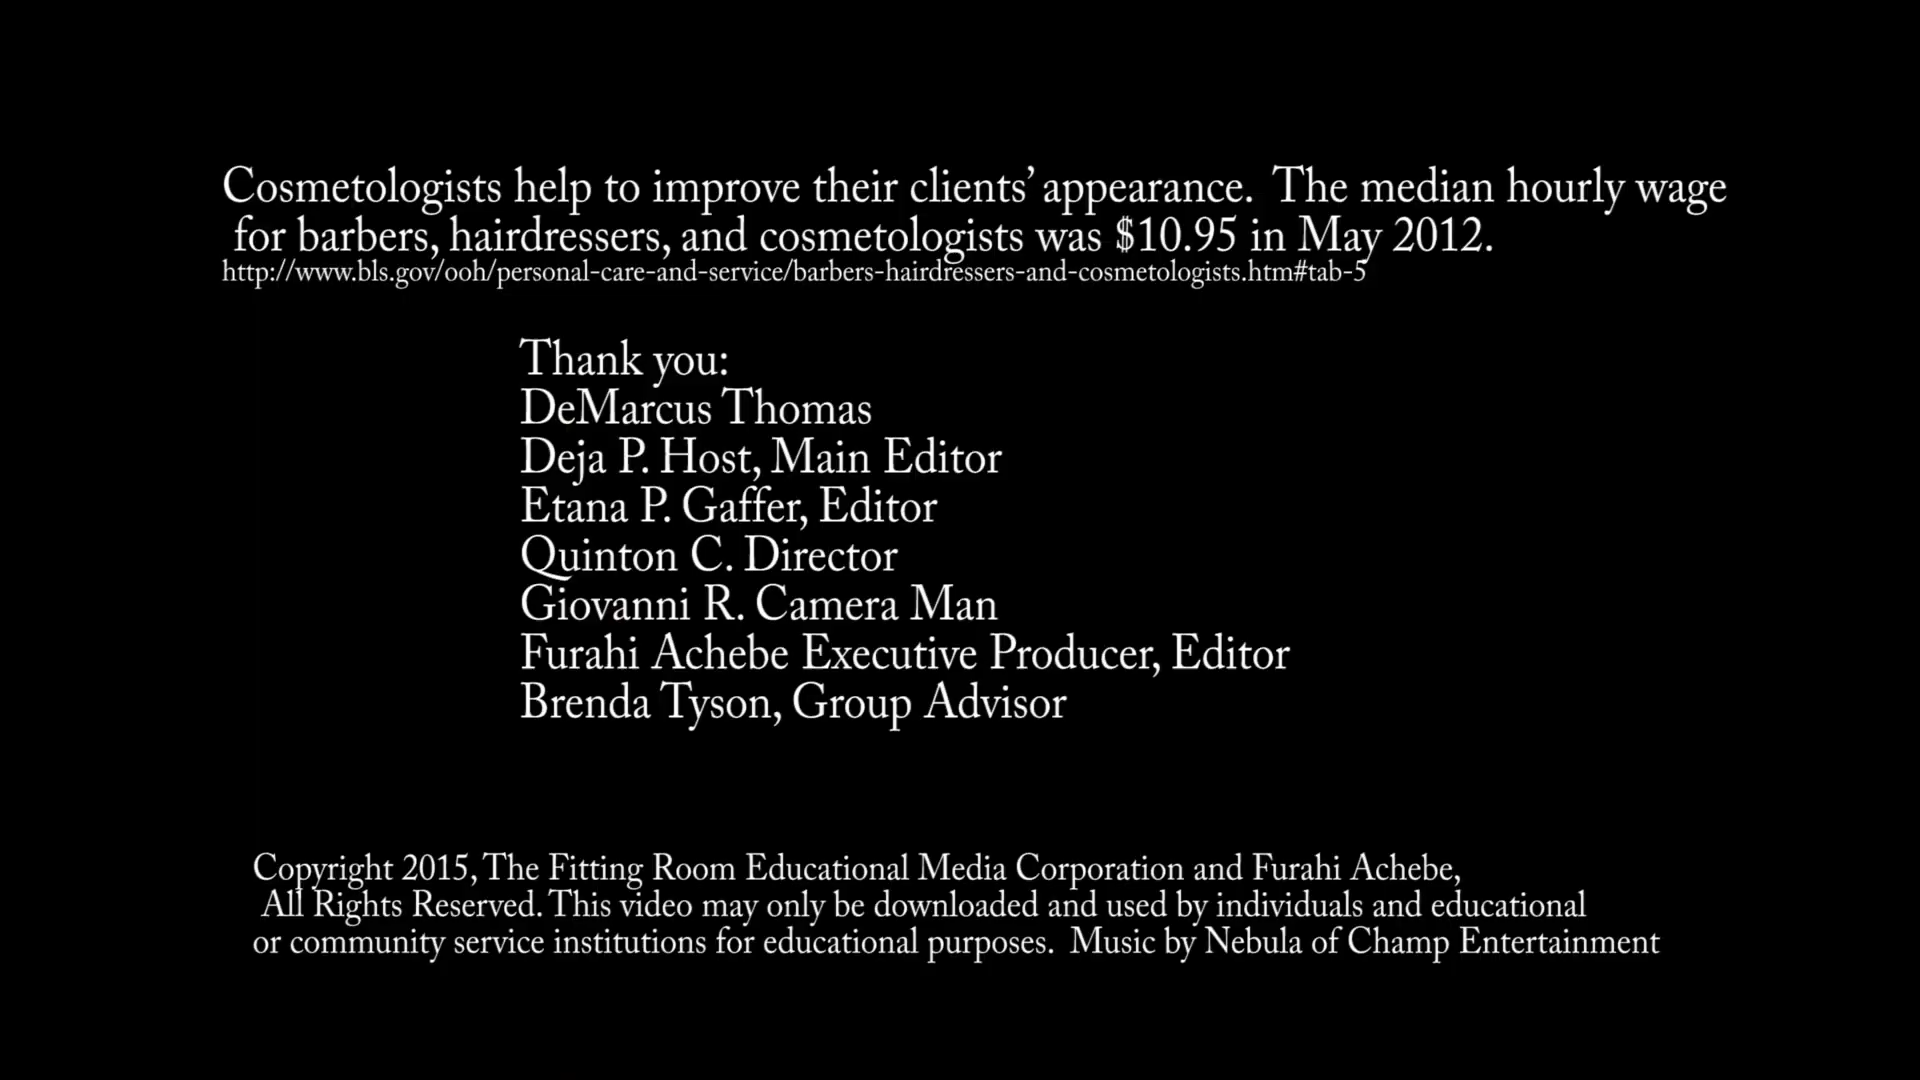 Cosmetologists help to improve their clients’ appearance.  The median hourly wage
for barbers, hairdressers, and cosmetologists was $10.95 in May 2012.
http://www.bls.gov/ooh/personal-care-and-service/barbers-hairdressers-and-cosmetologists.htm#tab-5
Thank you:
DeMarcus Thomas
Deja P. Host, Main Editor
Etana P. Gaffer, Editor
Quinton C. Director
Giovanni R. Camera Man
Furahi Achebe Executive Producer, Editor
Brenda Tyson, Group Advisor
Copyright 2015, The Fitting Room Educational Media Corporation and Furahi Achebe,
All Rights Reserved. This video may only be downloaded and used by individuals and educational
or community service institutions for educational purposes.  Music by Nebula of Champ Entertainment